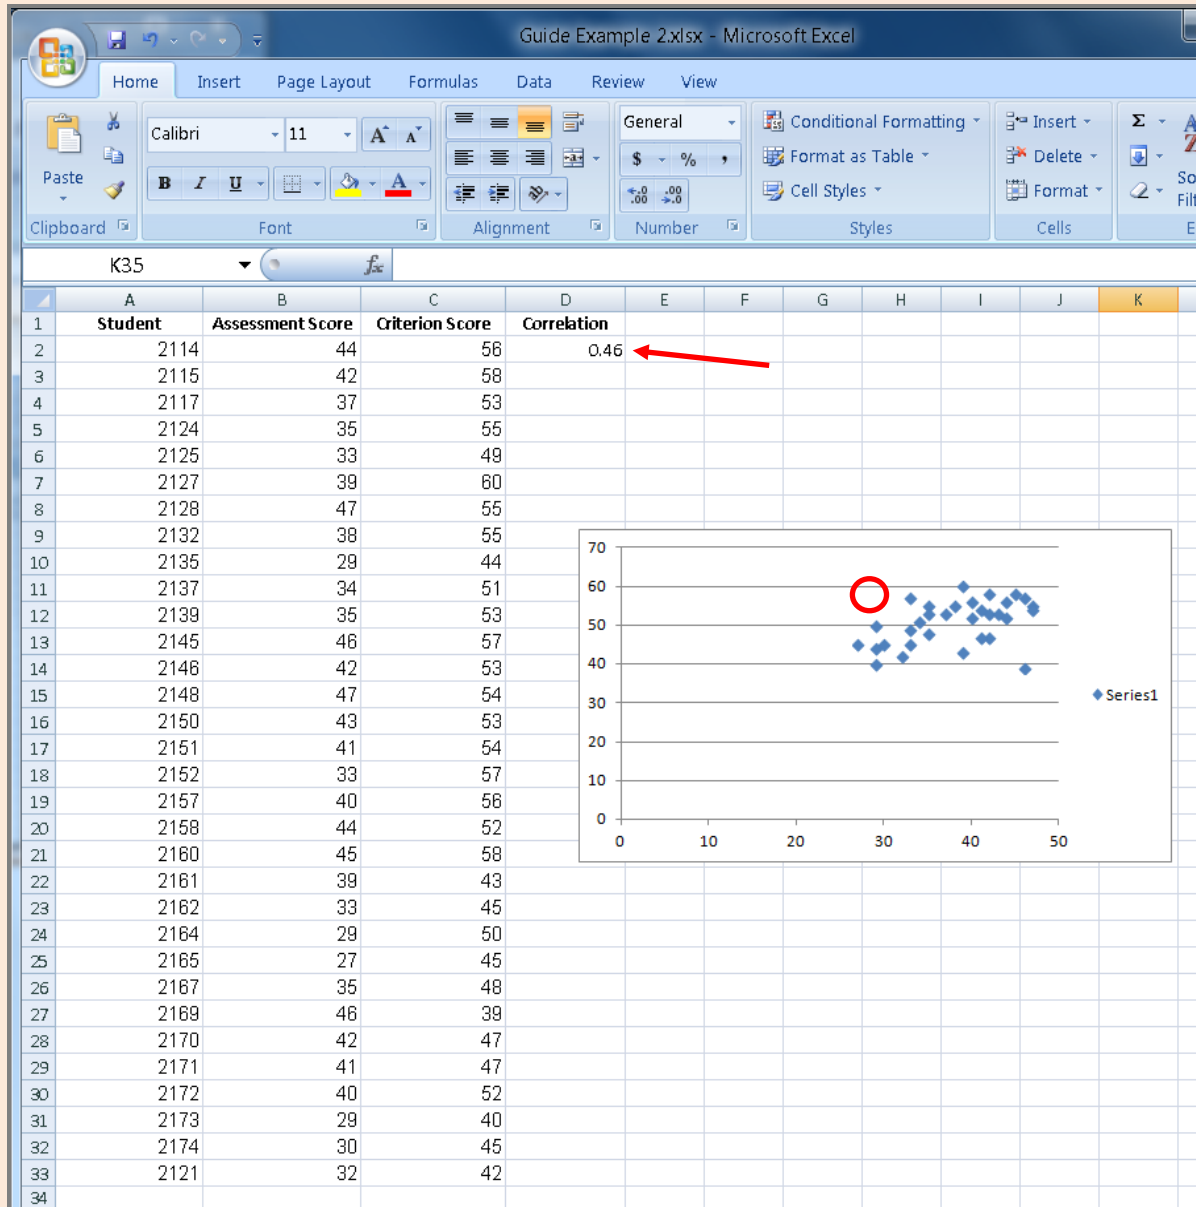 Guide Example 2.xlsx - Microsoft Excel
Home Insert Page Layout Formulas Data Review View
Paste
Clipboard
Calibri 11 A A
B I U A
Font
Alignment
General
$ % ,
.0 .00
.00 .0
Number
Conditional Formatting
Format as Table
Cell Styles
Styles
Insert
Delete
Format
Cells
Σ
K35 fx
A B C D E F G H I J K
1 Student Assessment Score Criterion Score Correlation
2 2114 44 56 0.46
3 2115 42 58
4 2117 37 53
5 2124 35 55
6 2125 33 49
7 2127 39 60
8 2128 47 55
9 2132 38 55
10 2135 29 44
11 2137 34 51
12 2139 35 53
13 2145 46 57
14 2146 42 53
15 2148 47 54
16 2150 43 53
17 2151 41 54
18 2152 33 57
19 2157 40 56
20 2158 44 52
21 2160 45 58
22 2161 39 43
23 2162 33 45
24 2164 29 50
25 2165 27 45
26 2167 35 48
27 2169 46 39
28 2170 42 47
29 2171 41 47
30 2172 40 52
31 2173 29 40
32 2174 30 45
33 2121 32 42
34
70
60
50
40
30
20
10
0
0 10 20 30 40 50
Series1